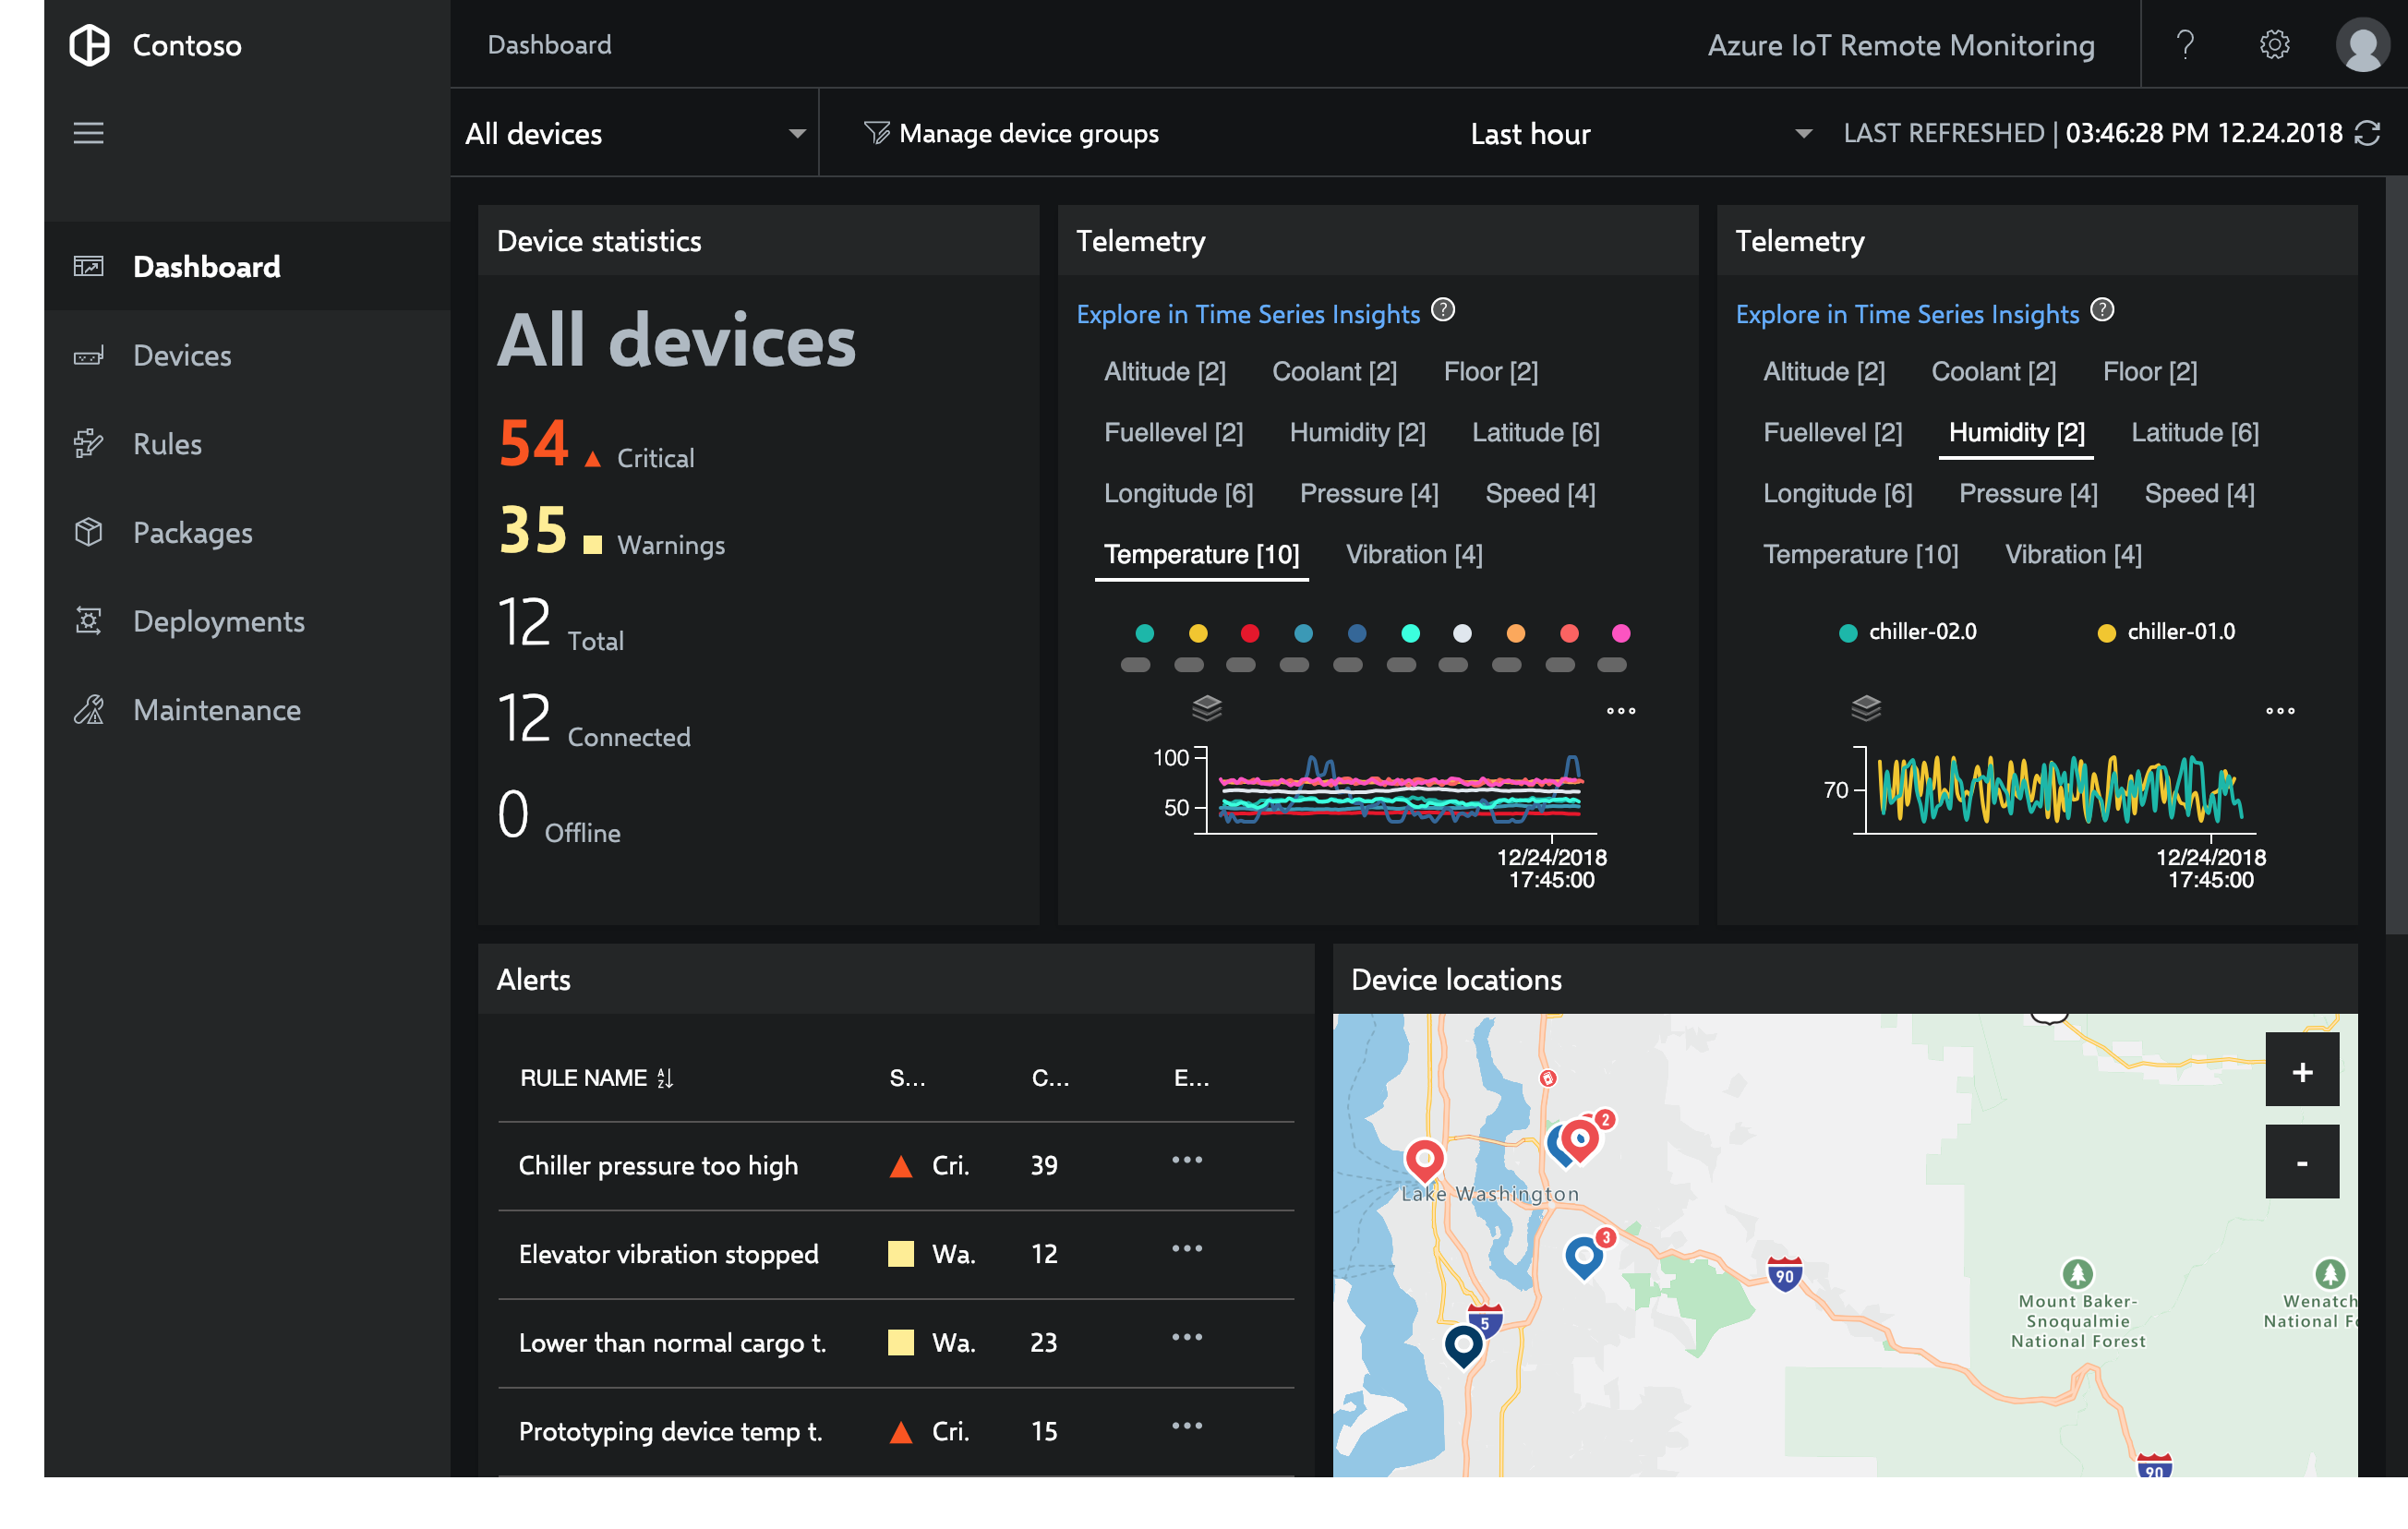 Contoso
Dashboard
Azure IoT Remote Monitoring
?
All devices
Manage device groups
Last hour
LAST REFRESHED | 03:46:28 PM 12.24.2018
Dashboard
Devices
Rules
Packages
Deployments
Maintenance
Device statistics
All devices
54 Critical
35 Warnings
12 Total
12 Connected
0 Offline
Telemetry
Explore in Time Series Insights ?
Altitude [2] Coolant [2] Floor [2]
Fuellevel [2] Humidity [2] Latitude [6]
Longitude [6] Pressure [4] Speed [4]
Temperature [10] Vibration [4]
100
50
12/24/2018
17:45:00
Telemetry
Explore in Time Series Insights ?
Altitude [2] Coolant [2] Floor [2]
Fuellevel [2] Humidity [2] Latitude [6]
Longitude [6] Pressure [4] Speed [4]
Temperature [10] Vibration [4]
chiller-02.0 chiller-01.0
70
12/24/2018
17:45:00
Alerts
RULE NAME S... C... E...
Chiller pressure too high Cri. 39
Elevator vibration stopped Wa. 12
Lower than normal cargo t. Wa. 23
Prototyping device temp t. Cri. 15
Device locations
+
-
2
Lake Washington
3
90
5
Mount Baker-
Snoqualmie
National Forest
Wenatch
National Fo
90